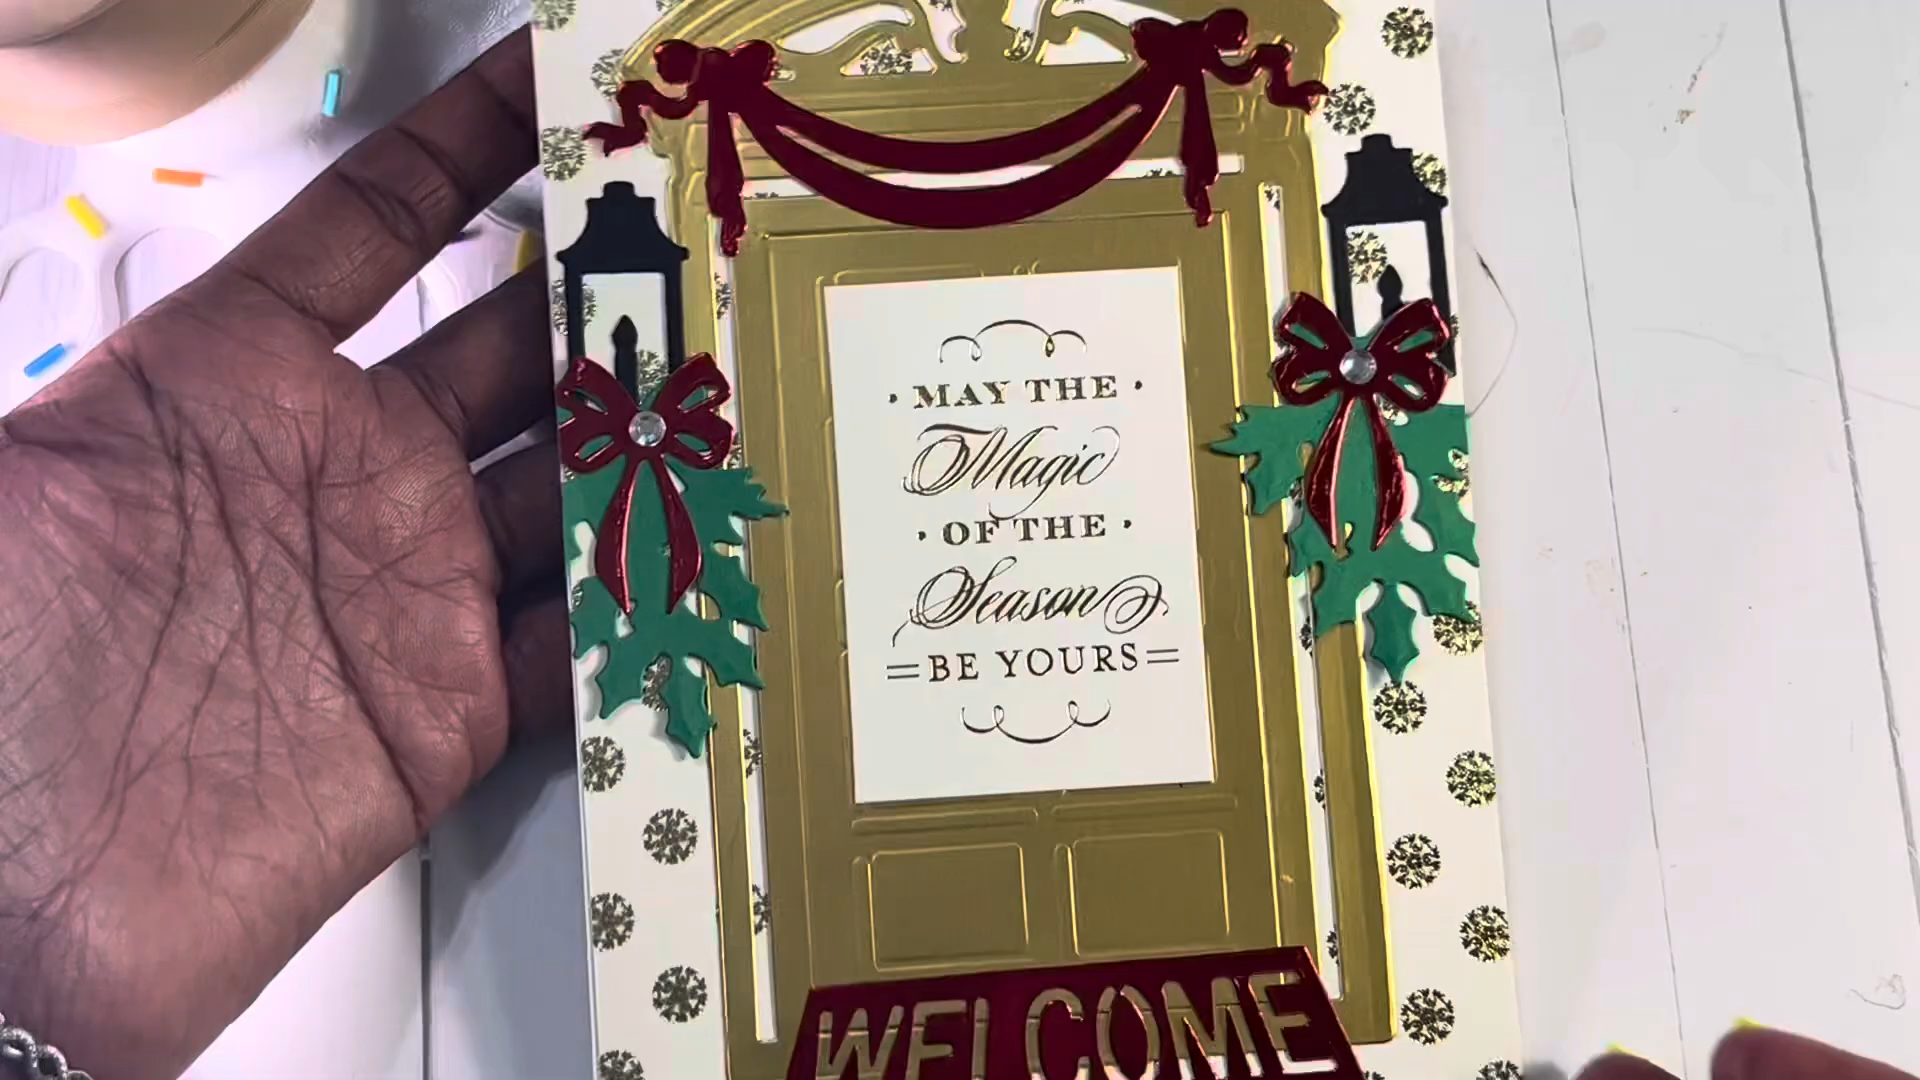 · MAY THE ·
Magic
· OF THE ·
Season
=BE YOURS=
WELCOME